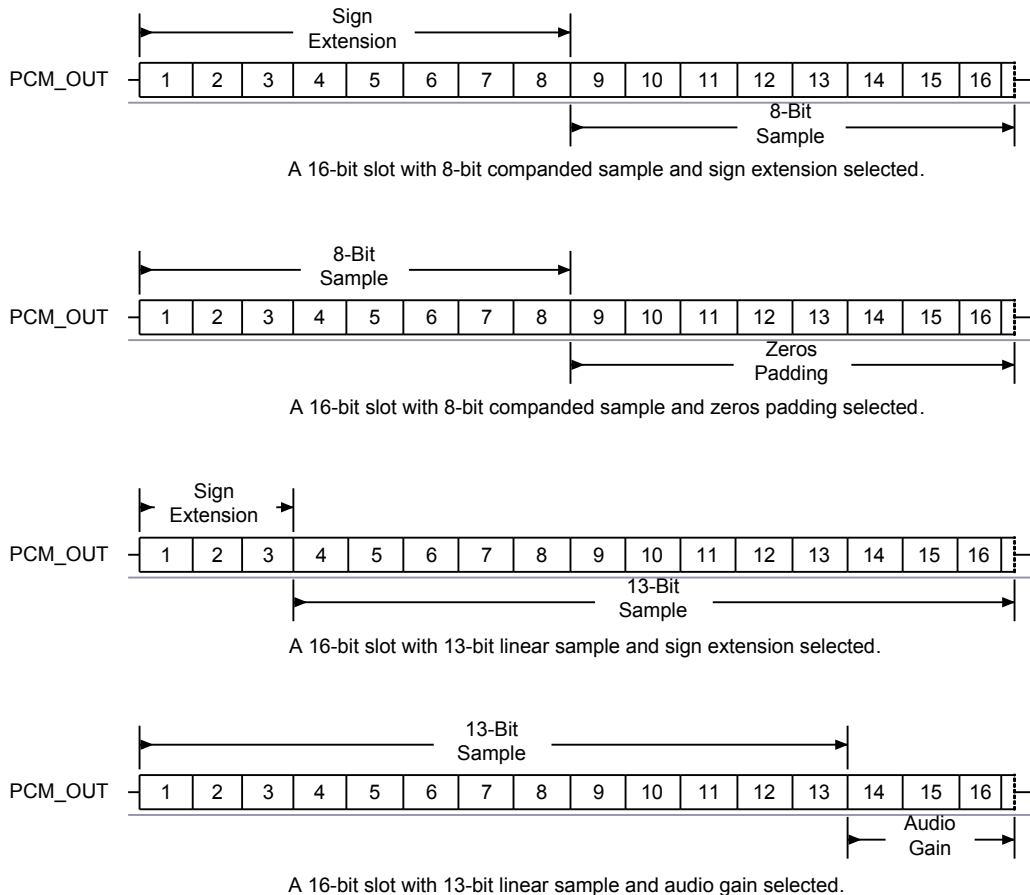 Sign
Extension
PCM_OUT 1 2 3 4 5 6 7 8 9 10 11 12 13 14 15 16
8-Bit
Sample
A 16-bit slot with 8-bit companded sample and sign extension selected.
8-Bit
Sample
PCM_OUT 1 2 3 4 5 6 7 8 9 10 11 12 13 14 15 16
Zeros
Padding
A 16-bit slot with 8-bit companded sample and zeros padding selected.
Sign
Extension
PCM_OUT 1 2 3 4 5 6 7 8 9 10 11 12 13 14 15 16
13-Bit
Sample
A 16-bit slot with 13-bit linear sample and sign extension selected.
13-Bit
Sample
PCM_OUT 1 2 3 4 5 6 7 8 9 10 11 12 13 14 15 16
Audio
Gain
A 16-bit slot with 13-bit linear sample and audio gain selected.